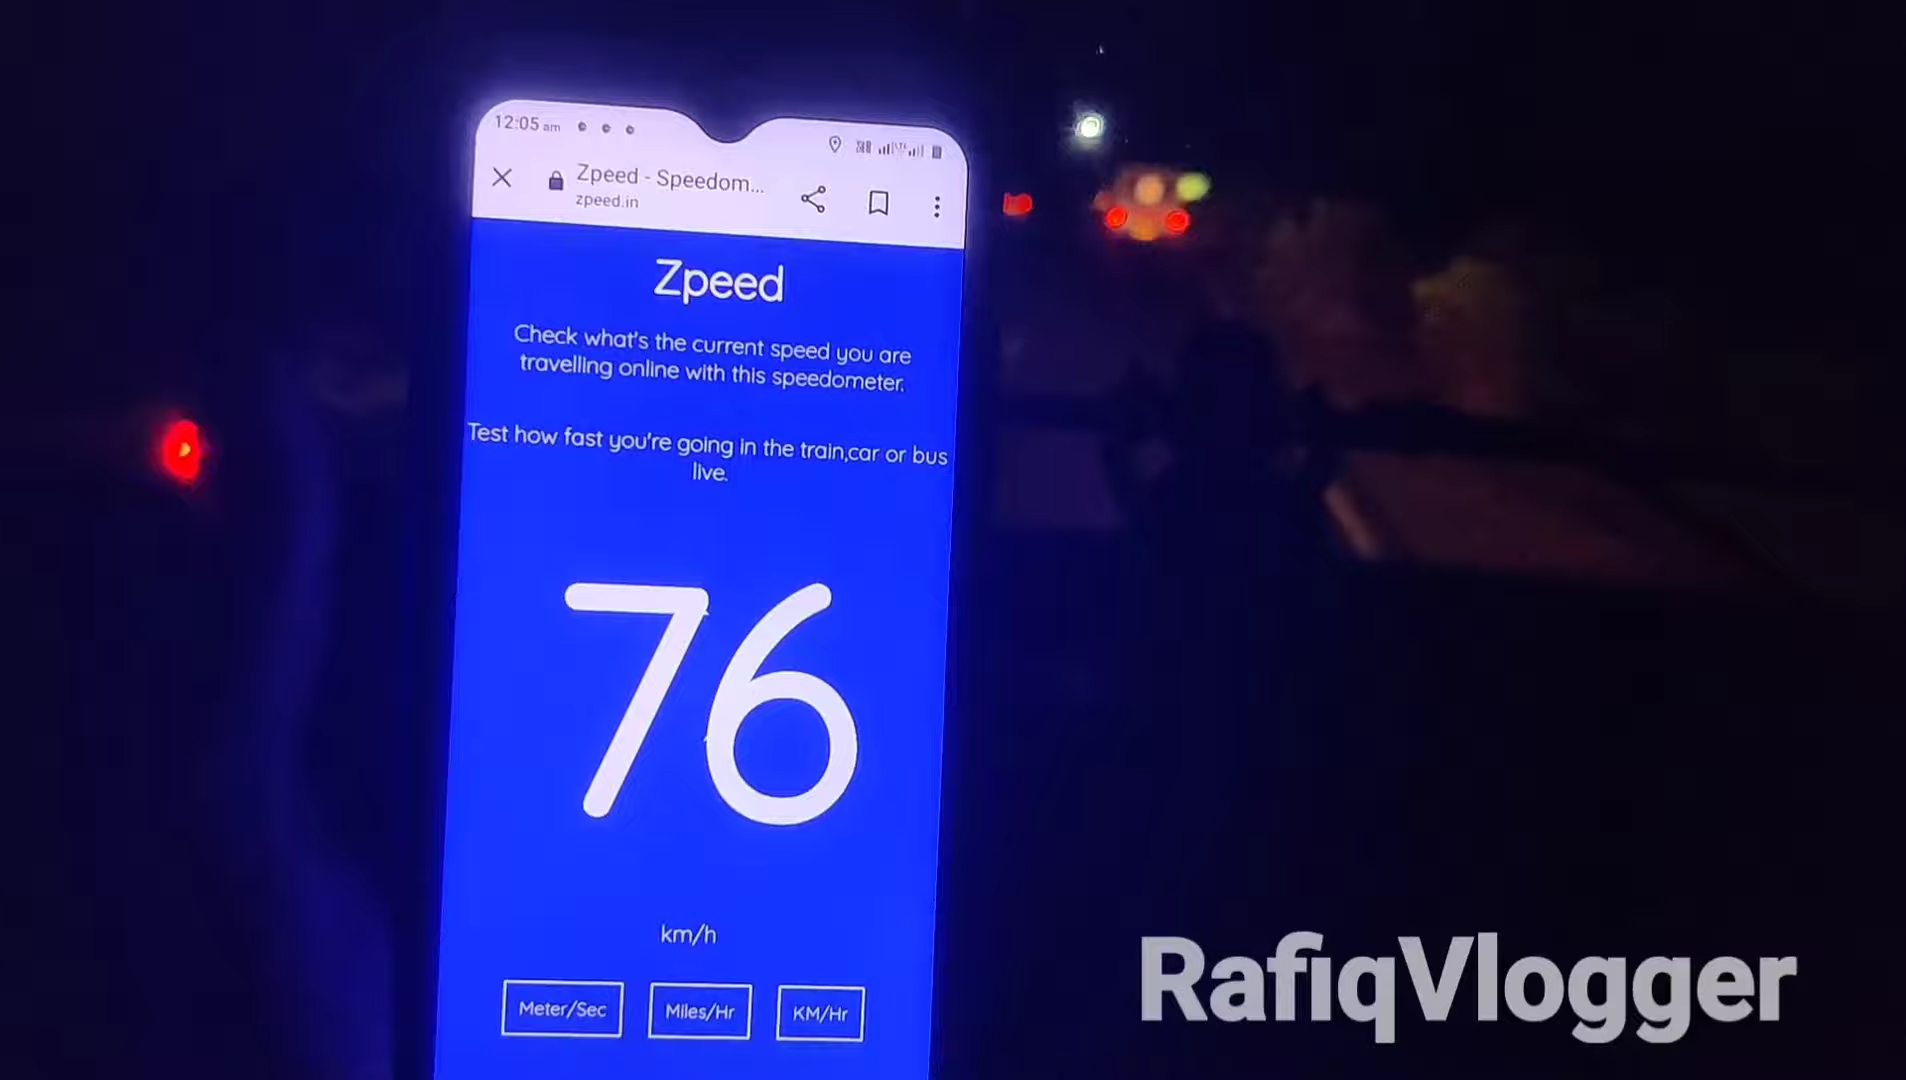 12:05 am
Zpeed - Speedom...
zpeed.in
Zpeed
Check what's the current speed you are
travelling online with this speedometer.
Test how fast you're going in the train,car or bus
live.
76
km/h
Meter/Sec
Miles/Hr
KM/Hr
RafiqVlogger